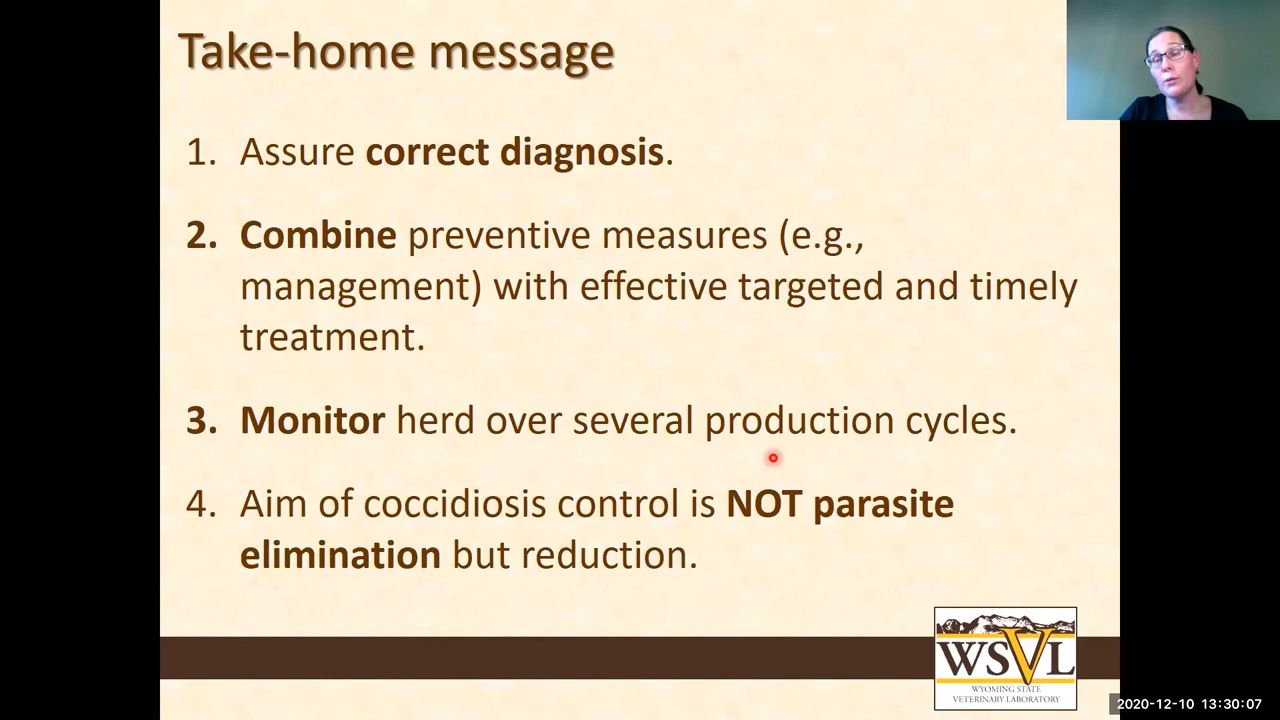 Take-home message
1. Assure correct diagnosis.
2. Combine preventive measures (e.g.,
management) with effective targeted and timely
treatment.
3. Monitor herd over several production cycles.
4. Aim of coccidiosis control is NOT parasite
elimination but reduction.
WSVL
WYOMING STATE
VETERINARY LABORATORY
2020-12-10 13:30:07